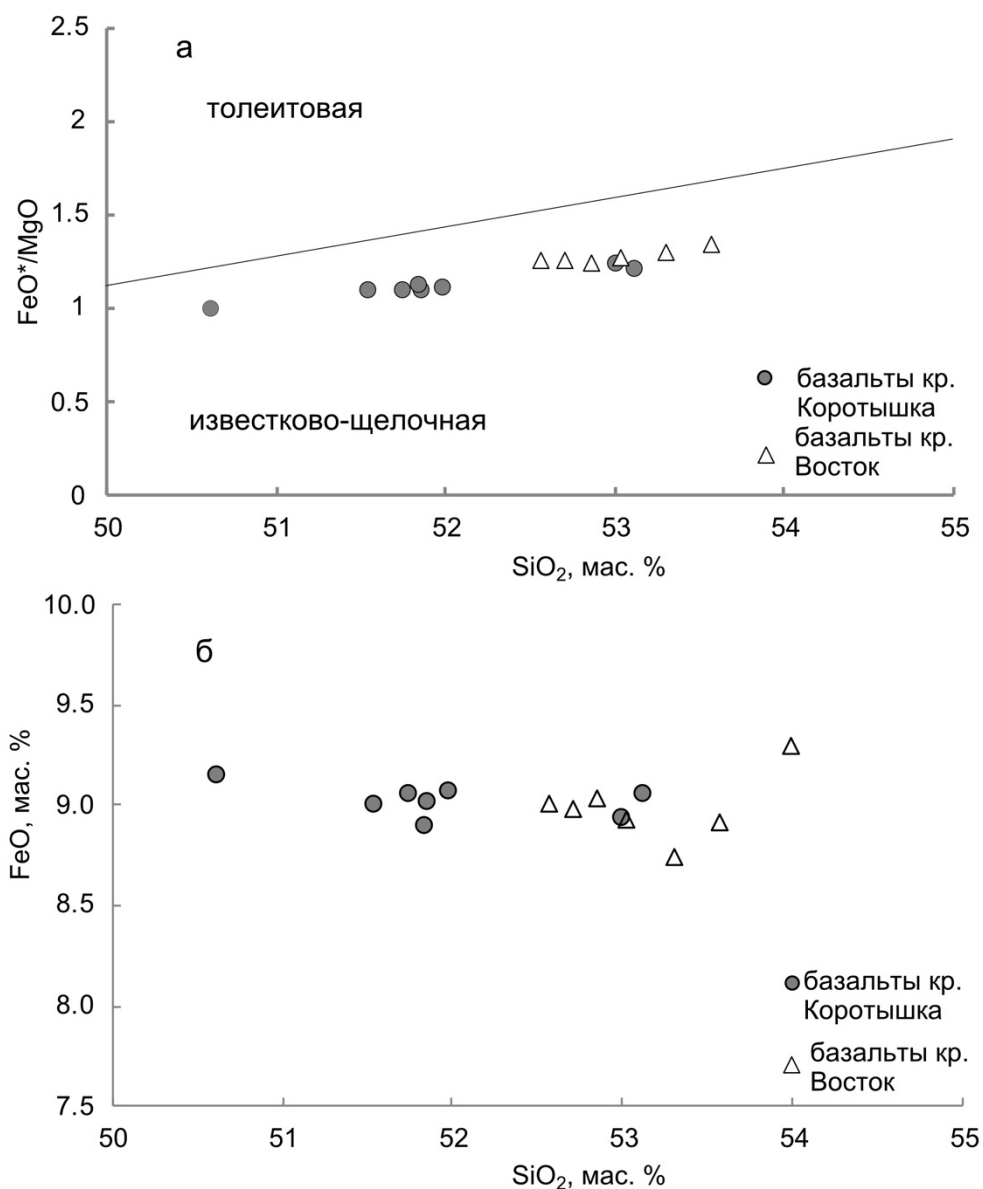 2.5
а
толеитовая
2
1.5
FeO*/MgO
1
базальты кр.
Коротышка
0.5
известково-щелочная
базальты кр.
Восток
0
50 51 52 53 54 55
SiO₂, мас. %
10.0
б
9.5
FeO, мас. %
9.0
8.5
базальты кр.
Коротышка
8.0
базальты кр.
Восток
7.5
50 51 52 53 54 55
SiO₂, мас. %